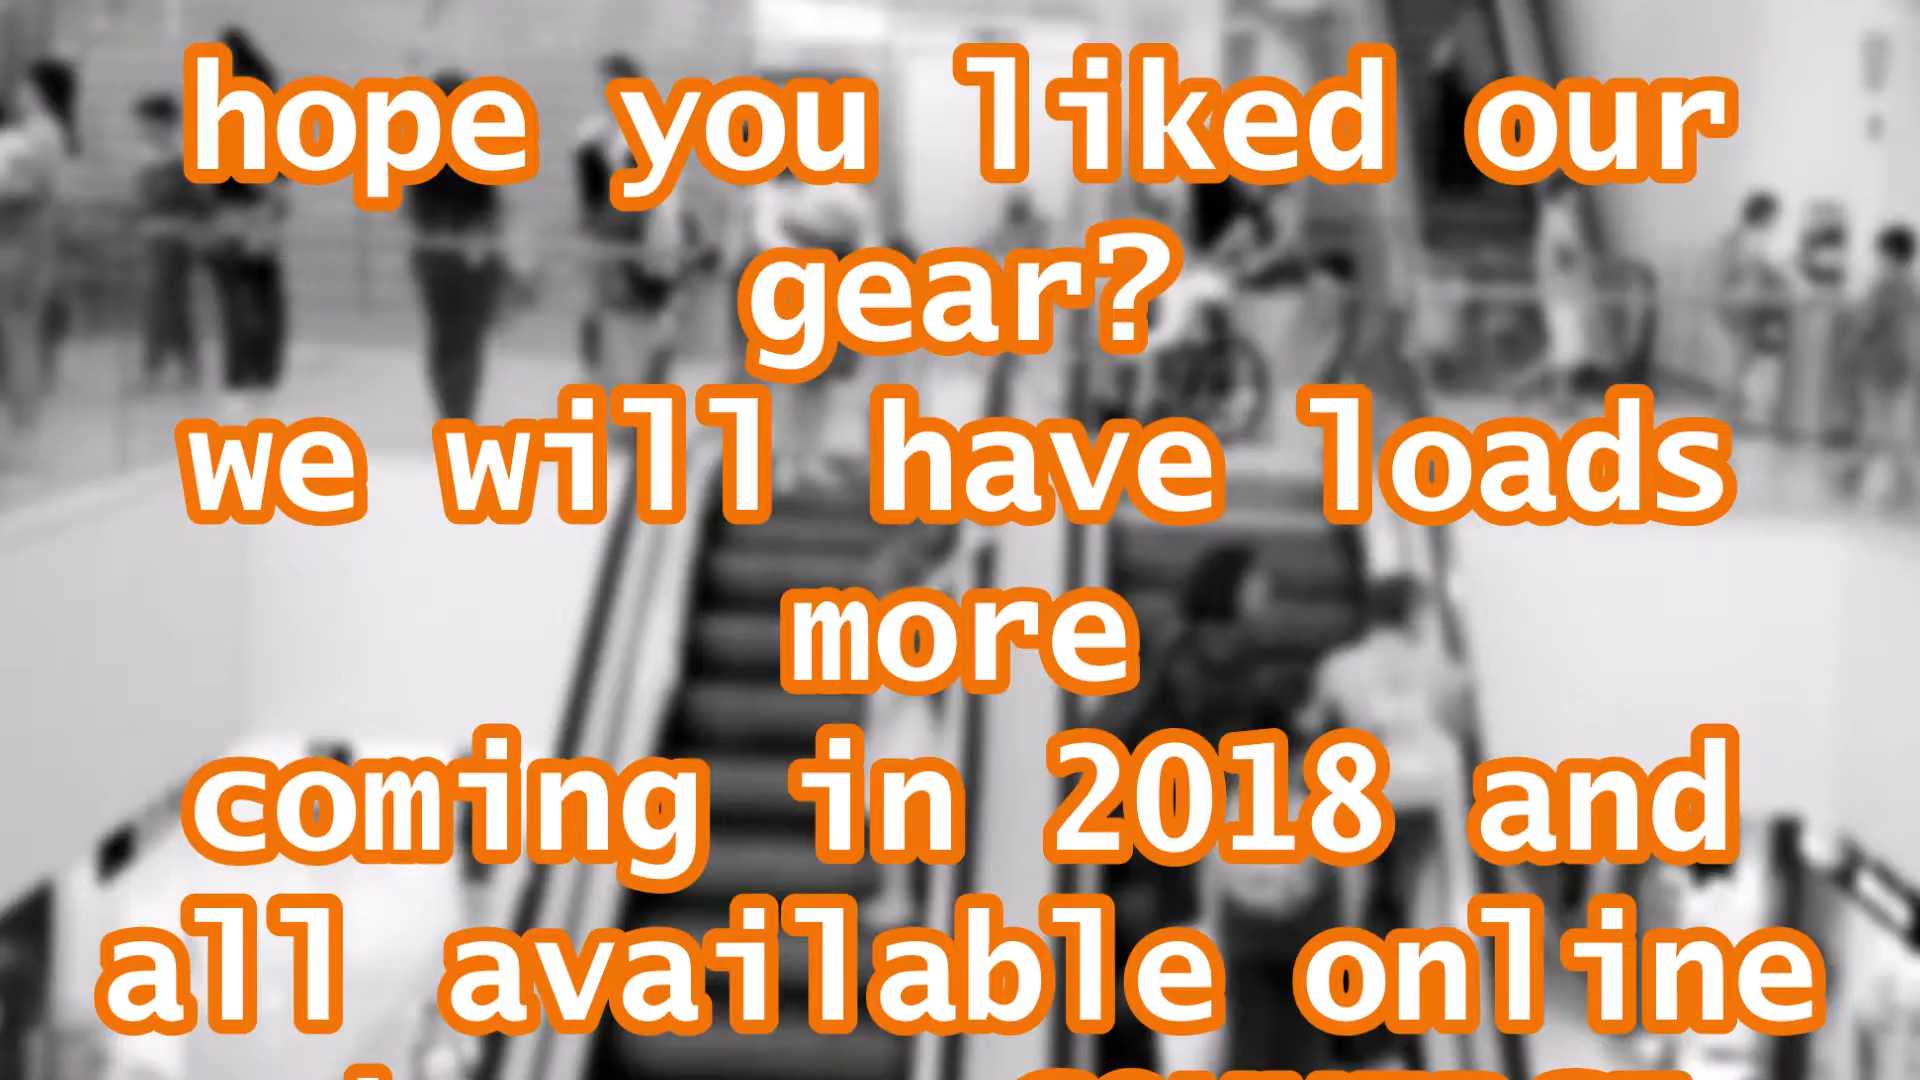 hope you liked our
gear?
we will have loads
more
coming in 2018 and
all available online